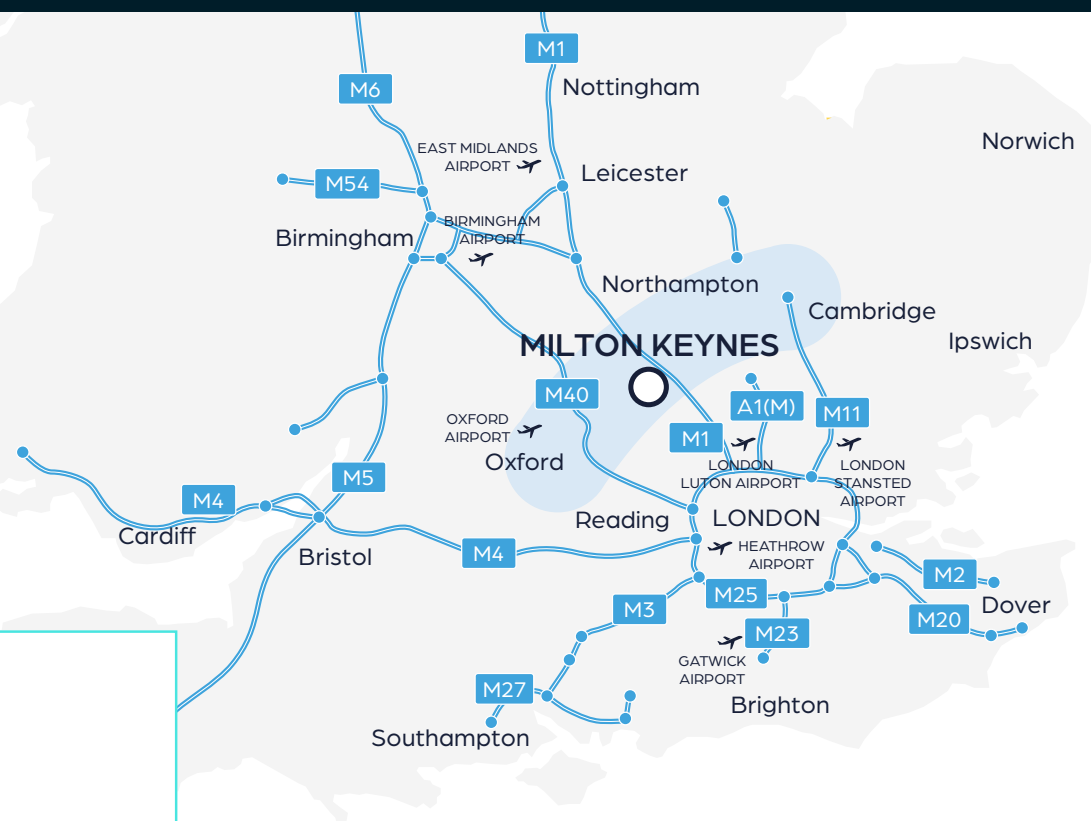 M1
M6
Nottingham
Norwich
EAST MIDLANDS
AIRPORT
Leicester
M54
BIRMINGHAM
AIRPORT
Birmingham
Northampton
Cambridge
Ipswich
MILTON KEYNES
M40
A1(M)
M11
OXFORD
AIRPORT
M1
Oxford
LONDON
LUTON AIRPORT
LONDON
STANSTED
AIRPORT
M5
M4
Cardiff
Reading
LONDON
Bristol
M4
HEATHROW
AIRPORT
M2
M25
Dover
M3
M20
M23
GATWICK
AIRPORT
M27
Brighton
Southampton